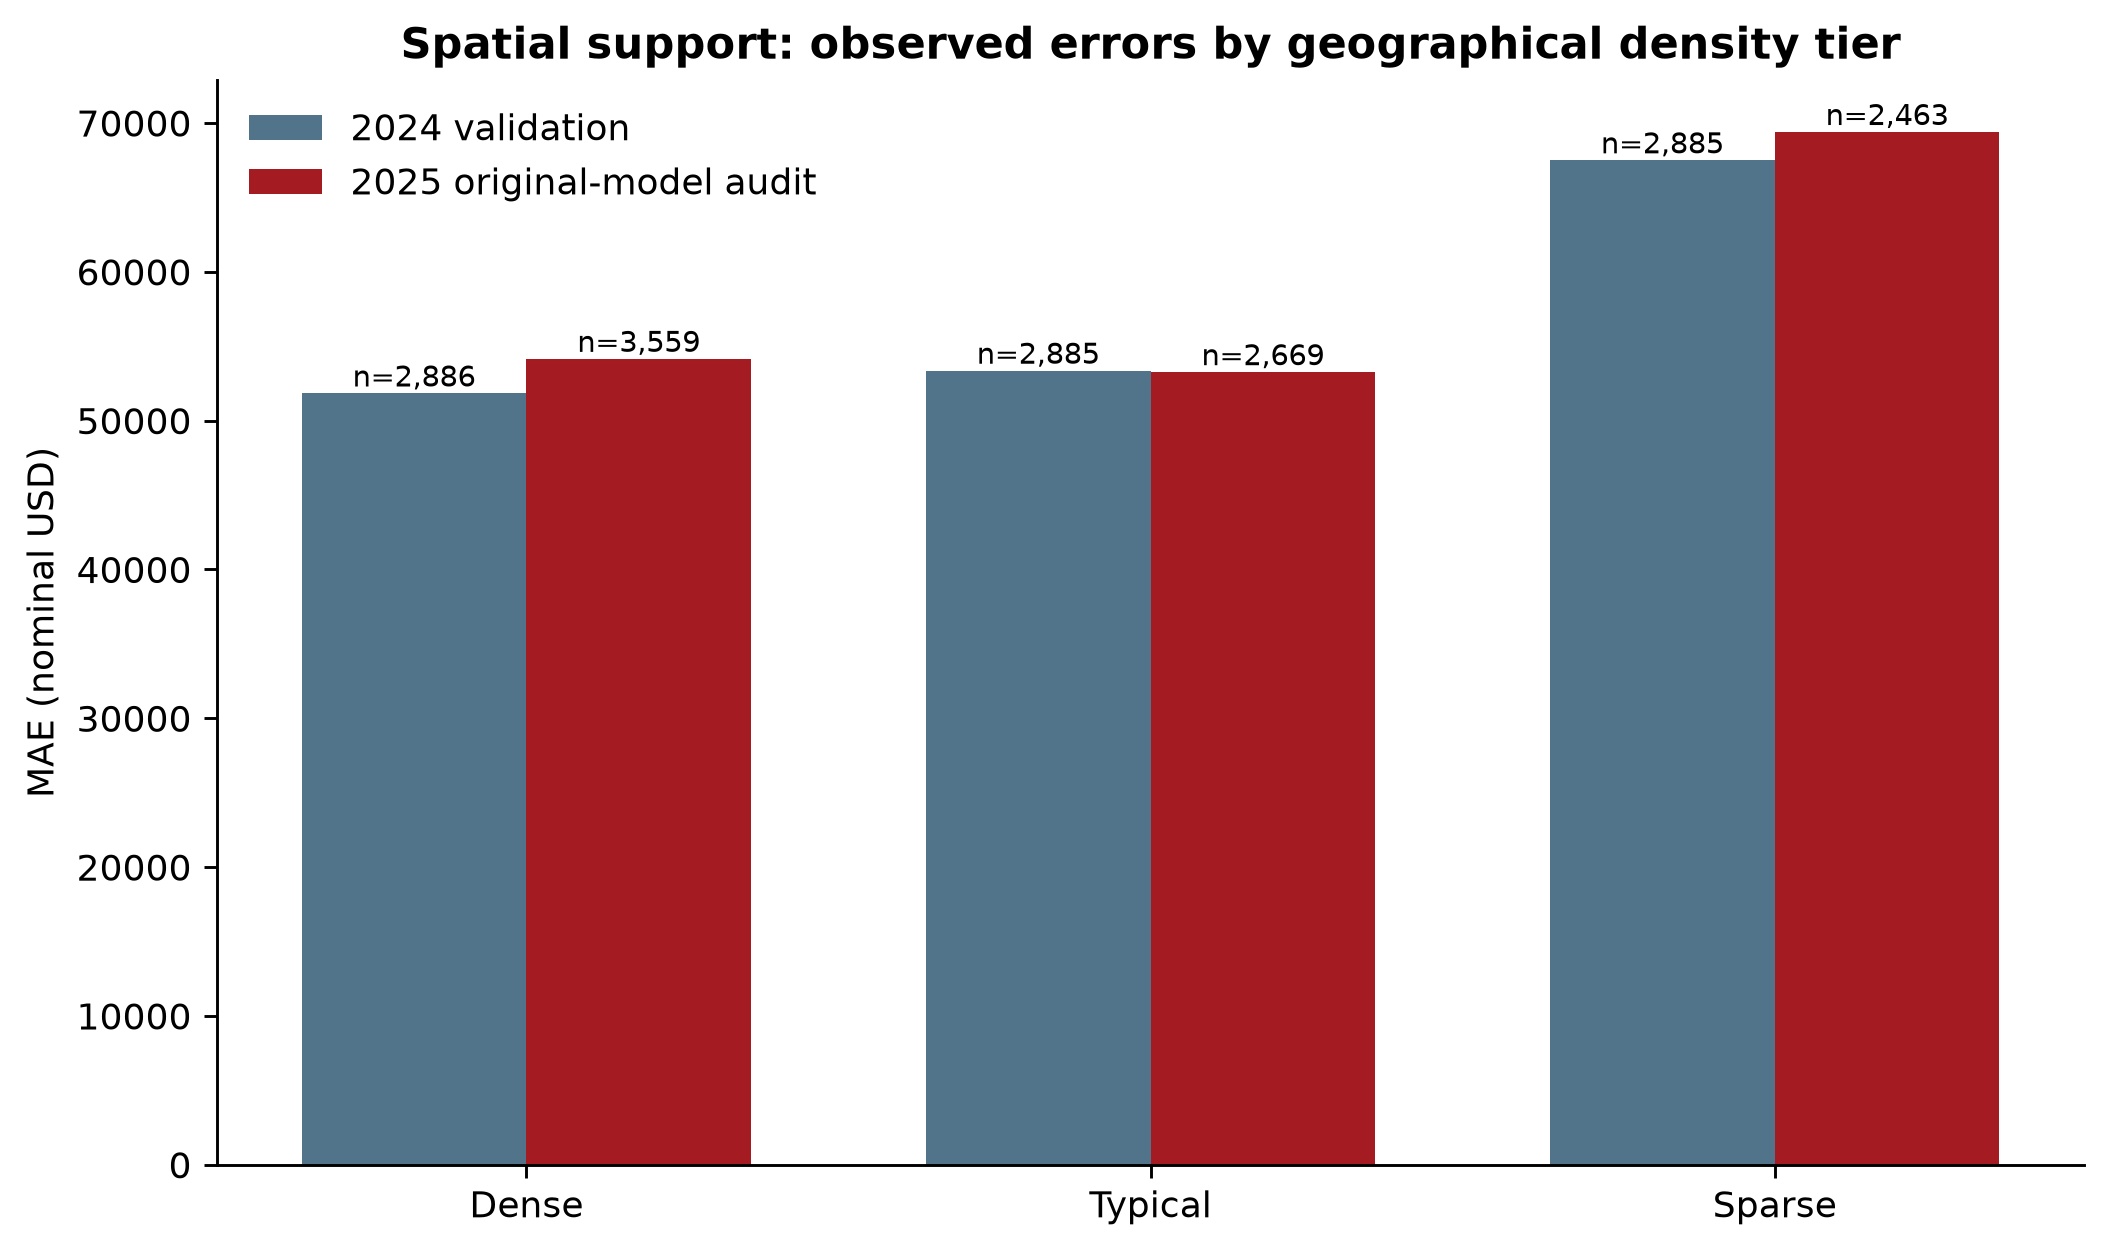 Spatial support: observed errors by geographical density tier
2024 validation
2025 original-model audit
MAE (nominal USD)
70000
60000
50000
40000
30000
20000
10000
0
n=2,886
n=3,559
n=2,885
n=2,669
n=2,885
n=2,463
Dense
Typical
Sparse